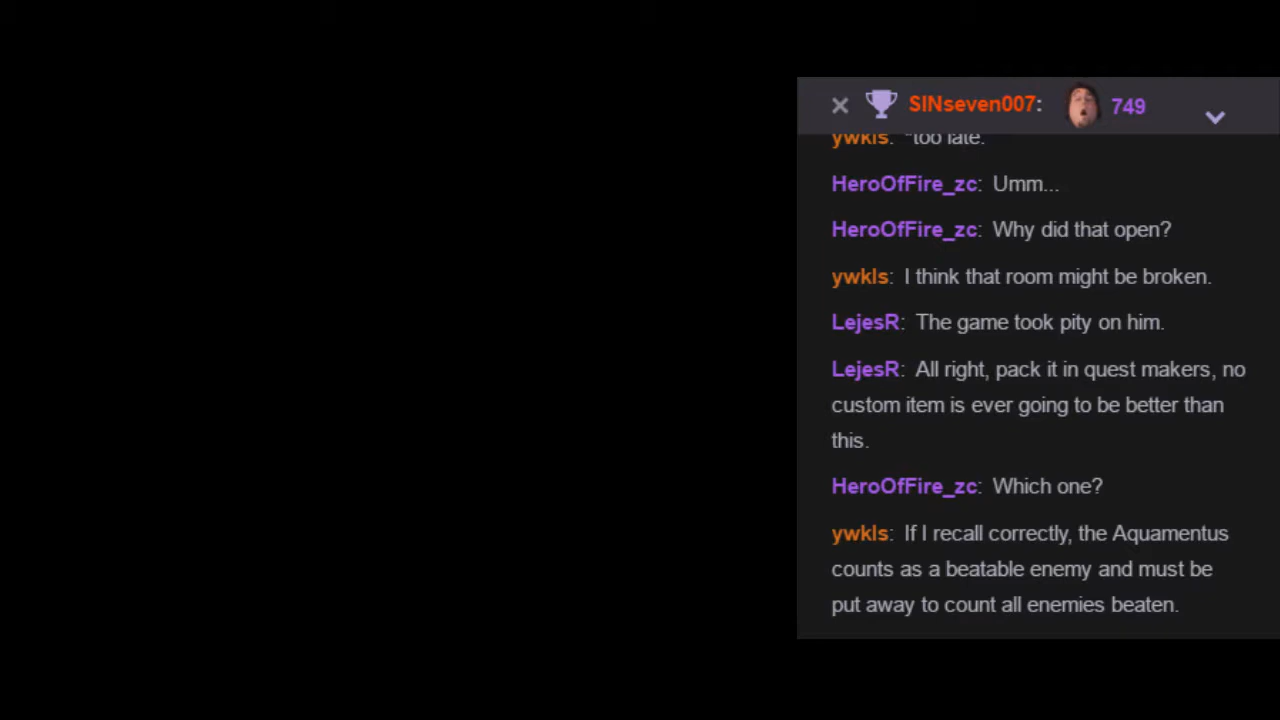 SINseven007: 749
ywkls: *too late.
HeroOfFire_zc: Umm...
HeroOfFire_zc: Why did that open?
ywkls: I think that room might be broken.
LejesR: The game took pity on him.
LejesR: All right, pack it in quest makers, no
custom item is ever going to be better than
this.
HeroOfFire_zc: Which one?
ywkls: If I recall correctly, the Aquamentus
counts as a beatable enemy and must be
put away to count all enemies beaten.